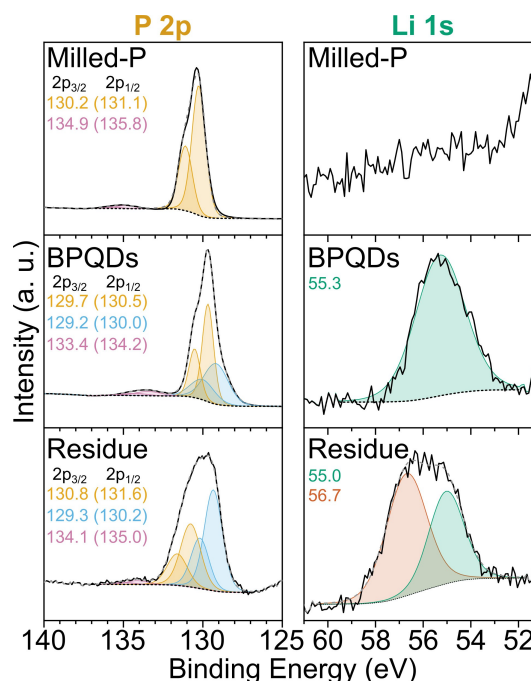 P 2p
Li 1s
Milled-P
2p3/2 2p1/2
130.2 (131.1)
134.9 (135.8)
Milled-P
BPQDs
2p3/2 2p1/2
129.7 (130.5)
129.2 (130.0)
133.4 (134.2)
BPQDs
55.3
Residue
2p3/2 2p1/2
130.8 (131.6)
129.3 (130.2)
134.1 (135.0)
Residue
55.0
56.7
Intensity (a. u.)
140 135 130 125
60 58 56 54 52
Binding Energy (eV)